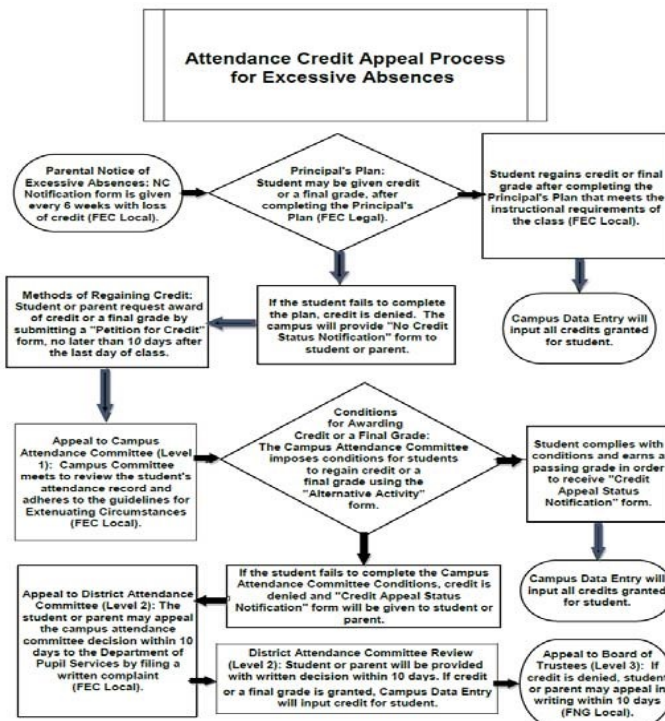 Attendance Credit Appeal Process
for Excessive Absences
Parental Notice of
Excessive Absences: NC
Notification form is given
every 6 weeks with loss
of credit (FEC Local).
Principal's Plan:
Student may be given credit
or a final grade, after
completing the Principal's
Plan (FEC Legal).
Student regains credit or final
grade after completing the
Principal's Plan that meets the
instructional requirements of
the class (FEC Local).
Methods of Regaining Credit:
Student or parent request award
of credit or a final grade by
submitting a "Petition for Credit"
form, no later than 10 days after
the last day of class.
If the student fails to complete
the plan, credit is denied. The
campus will provide "No Credit
Status Notification" form to
student or parent.
Campus Data Entry will
input all credits granted
for student.
Appeal to Campus
Attendance Committee (Level
1): Campus Committee
meets to review the student's
attendance record and
adheres to the guidelines for
Extenuating Circumstances
(FEC Local).
Conditions
for Awarding
Credit or a Final Grade:
The Campus Attendance Committee
imposes conditions for students
to regain credit or a
final grade using the
"Alternative Activity"
form.
Student complies with
conditions and earns a
passing grade in order
to receive "Credit
Appeal Status
Notification" form.
If the student fails to complete the Campus
Attendance Committee Conditions, credit is
denied and "Credit Appeal Status
Notification" form will be given to student or
parent.
Campus Data Entry will
input all credits granted
for student.
Appeal to District Attendance
Committee (Level 2): The
student or parent may appeal
the campus attendance
committee decision within 10
days to the Department of
Pupil Services by filing a
written complaint
(FEC Local).
District Attendance Committee Review
(Level 2): Student or parent will be provided
with written decision within 10 days. If credit
or a final grade is granted, Campus Data Entry
will input credit for student.
Appeal to Board of
Trustees (Level 3): If
credit is denied, student
or parent may appeal in
writing within 10 days
(FNG Local).